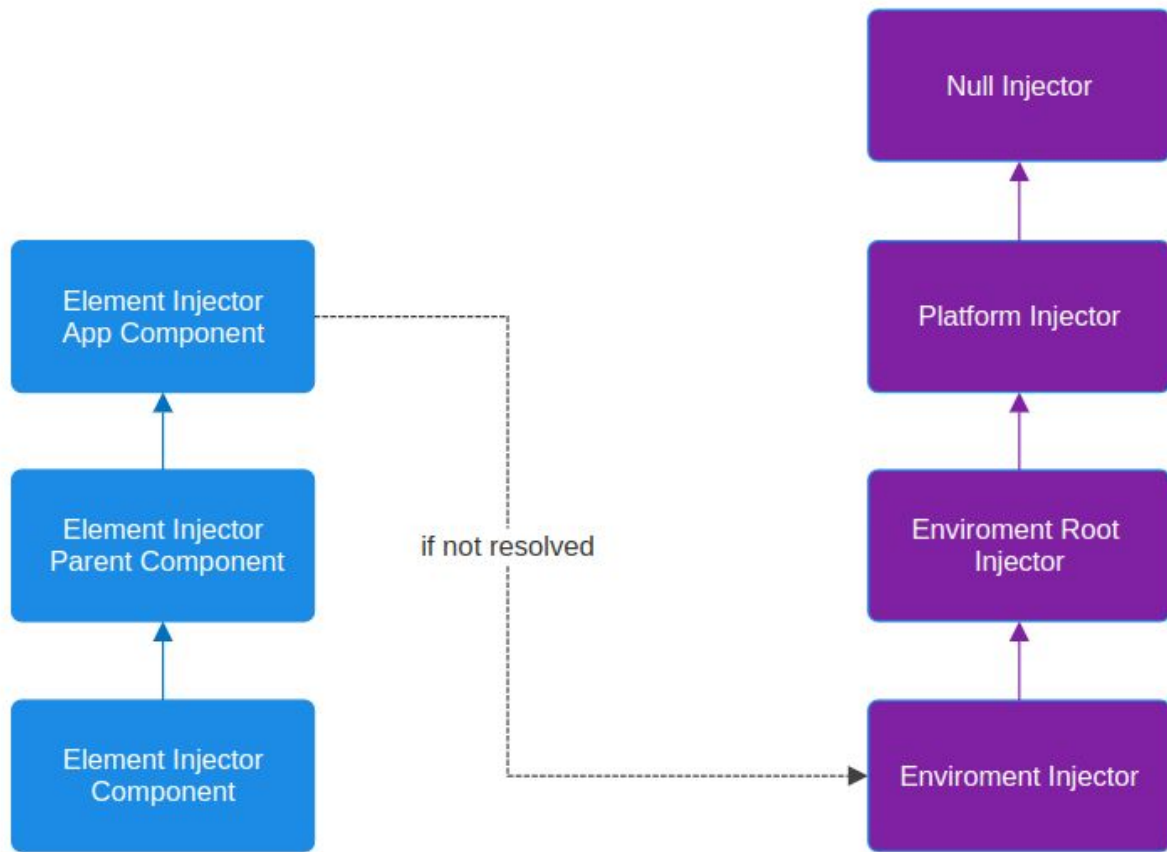 Null Injector
Element Injector
App Component
Platform Injector
Element Injector
Parent Component
if not resolved
Enviroment Root
Injector
Element Injector
Component
Enviroment Injector